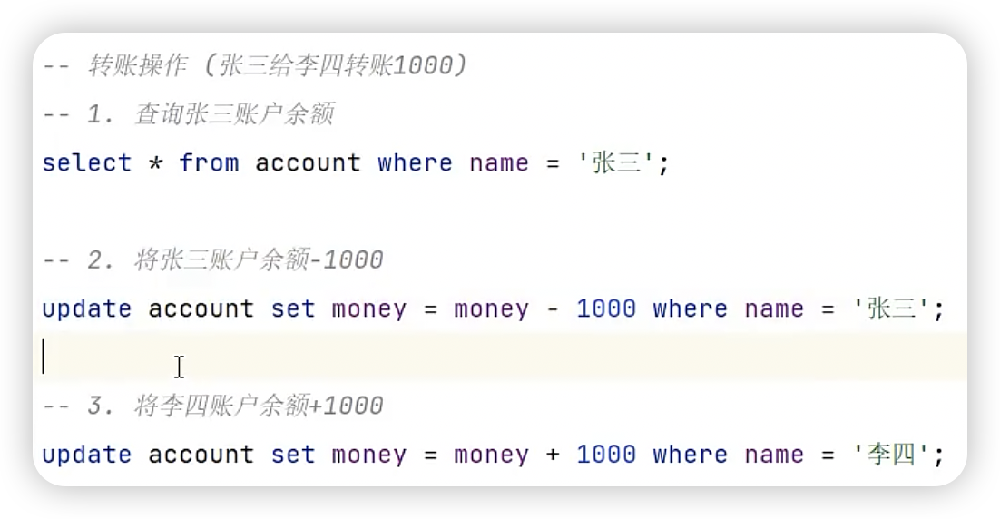 -- 转账操作 (张三给李四转账1000)
-- 1. 查询张三账户余额
select * from account where name = '张三';
-- 2. 将张三账户余额-1000
update account set money = money - 1000 where name = '张三';
-- 3. 将李四账户余额+1000
update account set money = money + 1000 where name = '李四';